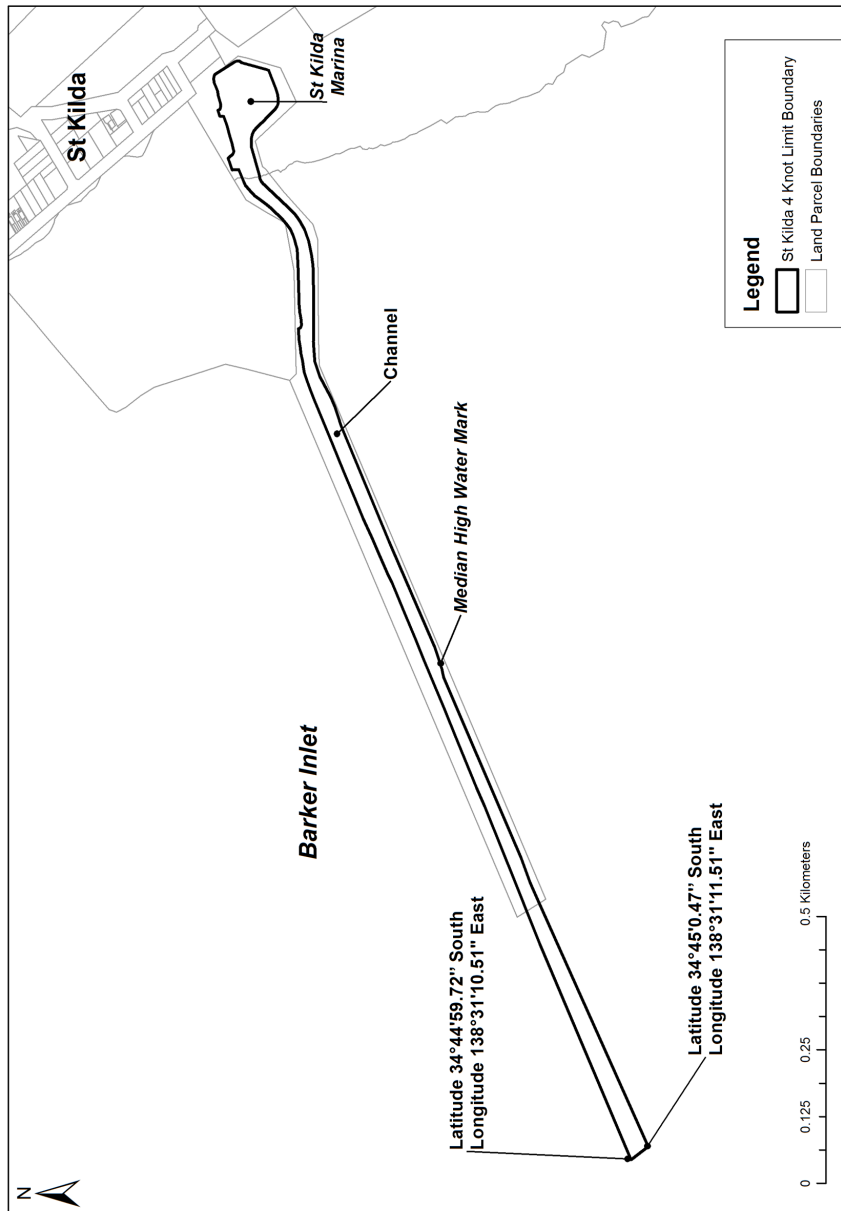 N
St Kilda
St Kilda
Marina
Channel
Median High Water Mark
Barker Inlet
Latitude 34°44'59.72" South
Longitude 138°31'10.51" East
Latitude 34°45'0.47" South
Longitude 138°31'11.51" East
0 0.125 0.25 0.5 Kilometers
Legend
St Kilda 4 Knot Limit Boundary
Land Parcel Boundaries